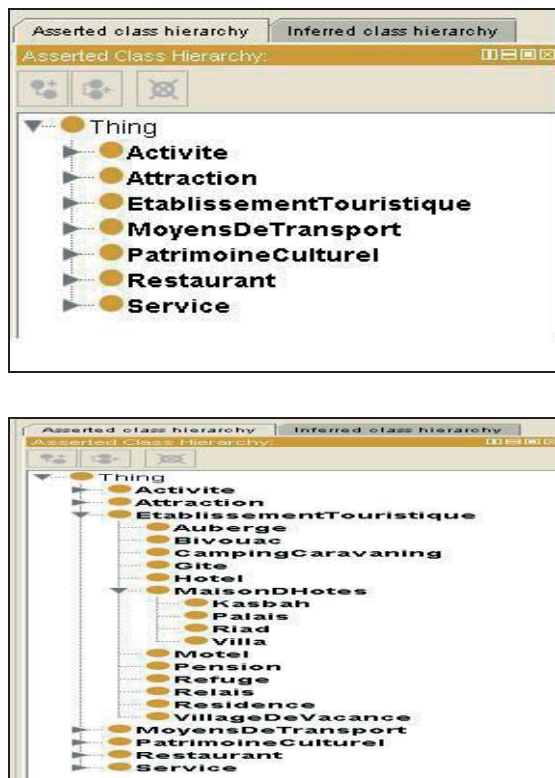 Asserted class hierarchy Inferred class hierarchy
Asserted Class Hierarchy:
Thing
Activite
Attraction
EtablissementTouristique
MoyensDeTransport
PatrimoineCulturel
Restaurant
Service
Asserted class hierarchy Inferred class hierarchy
Asserted Class Hierarchy:
Thing
Activite
Attraction
EtablissementTouristique
Auberge
Bivouac
CampingCaravaning
Gite
Hotel
MaisonDHotes
Kasbah
Palais
Riad
Villa
Motel
Pension
Refuge
Relais
Residence
VillageDeVacance
MoyensDeTransport
PatrimoineCulturel
Restaurant
Service